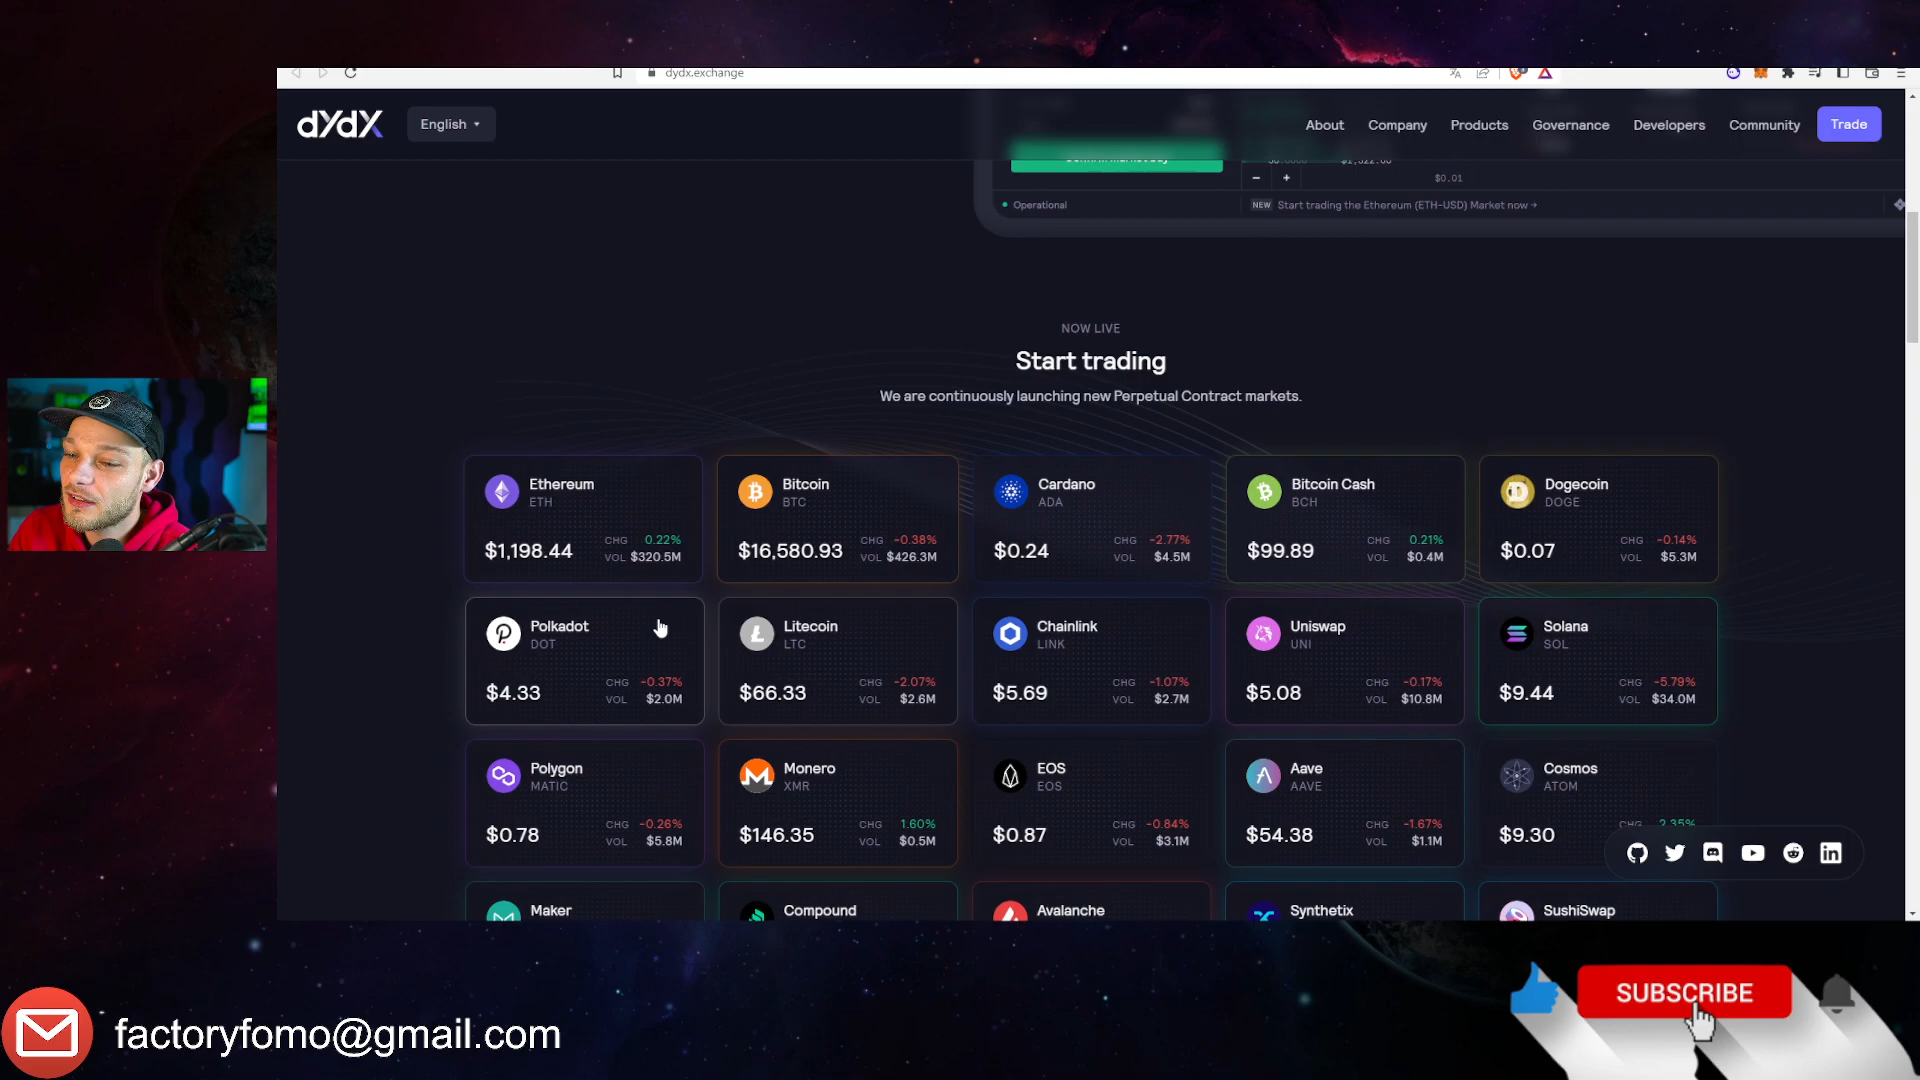 dydx.exchange
dYdX
English
About
Company
Products
Governance
Developers
Community
Trade
$0.01
Operational
NEW Start trading the Ethereum (ETH-USD) Market now →
NOW LIVE
Start trading
We are continuously launching new Perpetual Contract markets.
Ethereum
ETH
$1,198.44
CHG 0.22%
VOL $320.5M
Bitcoin
BTC
$16,580.93
CHG -0.38%
VOL $426.3M
Cardano
ADA
$0.24
CHG -2.77%
VOL $4.5M
Bitcoin Cash
BCH
$99.89
CHG 0.21%
VOL $0.4M
Dogecoin
DOGE
$0.07
CHG -0.14%
VOL $5.3M
Polkadot
DOT
$4.33
CHG -0.37%
VOL $2.0M
Litecoin
LTC
$66.33
CHG -2.07%
VOL $2.6M
Chainlink
LINK
$5.69
CHG -1.07%
VOL $2.7M
Uniswap
UNI
$5.08
CHG -0.17%
VOL $10.8M
Solana
SOL
$9.44
CHG -5.79%
VOL $34.0M
Polygon
MATIC
$0.78
CHG -0.26%
VOL $5.8M
Monero
XMR
$146.35
CHG 1.60%
VOL $0.5M
EOS
EOS
$0.87
CHG -0.84%
VOL $3.1M
Aave
AAVE
$54.38
CHG -1.67%
VOL $1.1M
Cosmos
ATOM
$9.30
CHG 2.35%
Maker
Compound
Avalanche
Synthetix
SushiSwap
factoryfomo@gmail.com
SUBSCRIBE